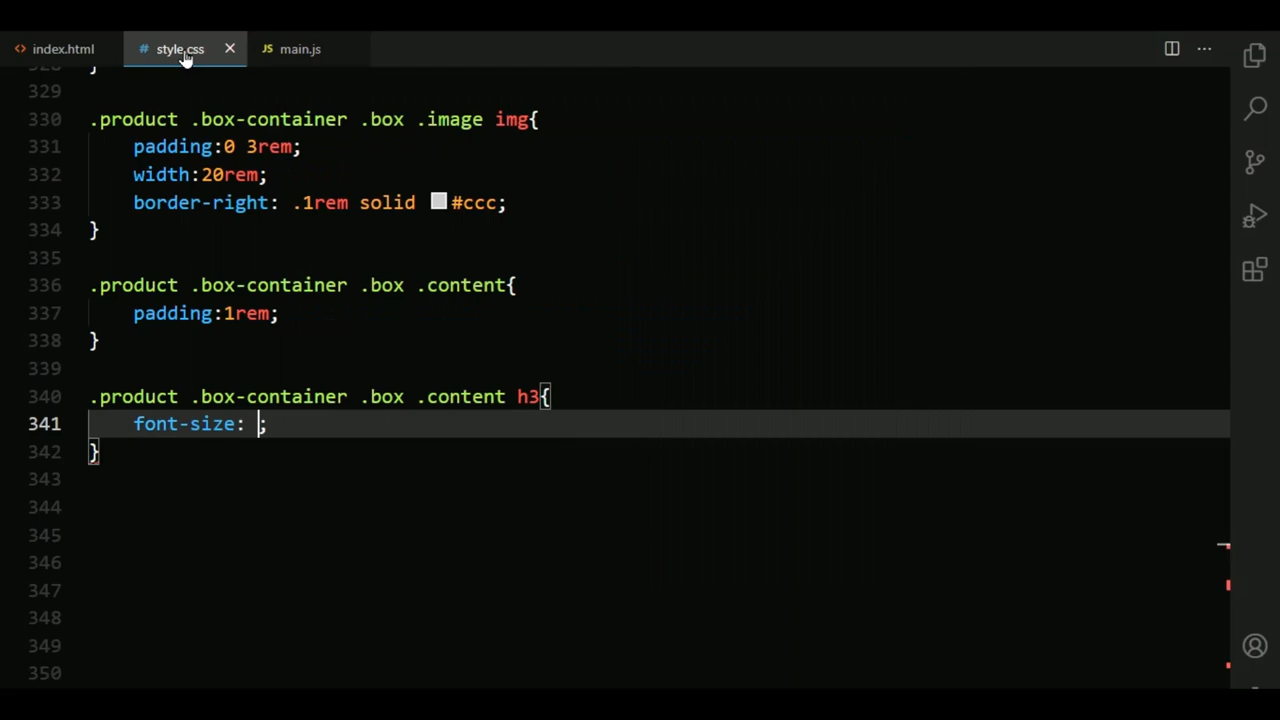 index.html
style.css
JS main.js
328 }
329
330 .product .box-container .box .image img{
331 padding:0 3rem;
332 width:20rem;
333 border-right: .1rem solid #ccc;
334 }
335
336 .product .box-container .box .content{
337 padding:1rem;
338 }
339
340 .product .box-container .box .content h3{
341 font-size: ;
342 }
343
344
345
346
347
348
349
350